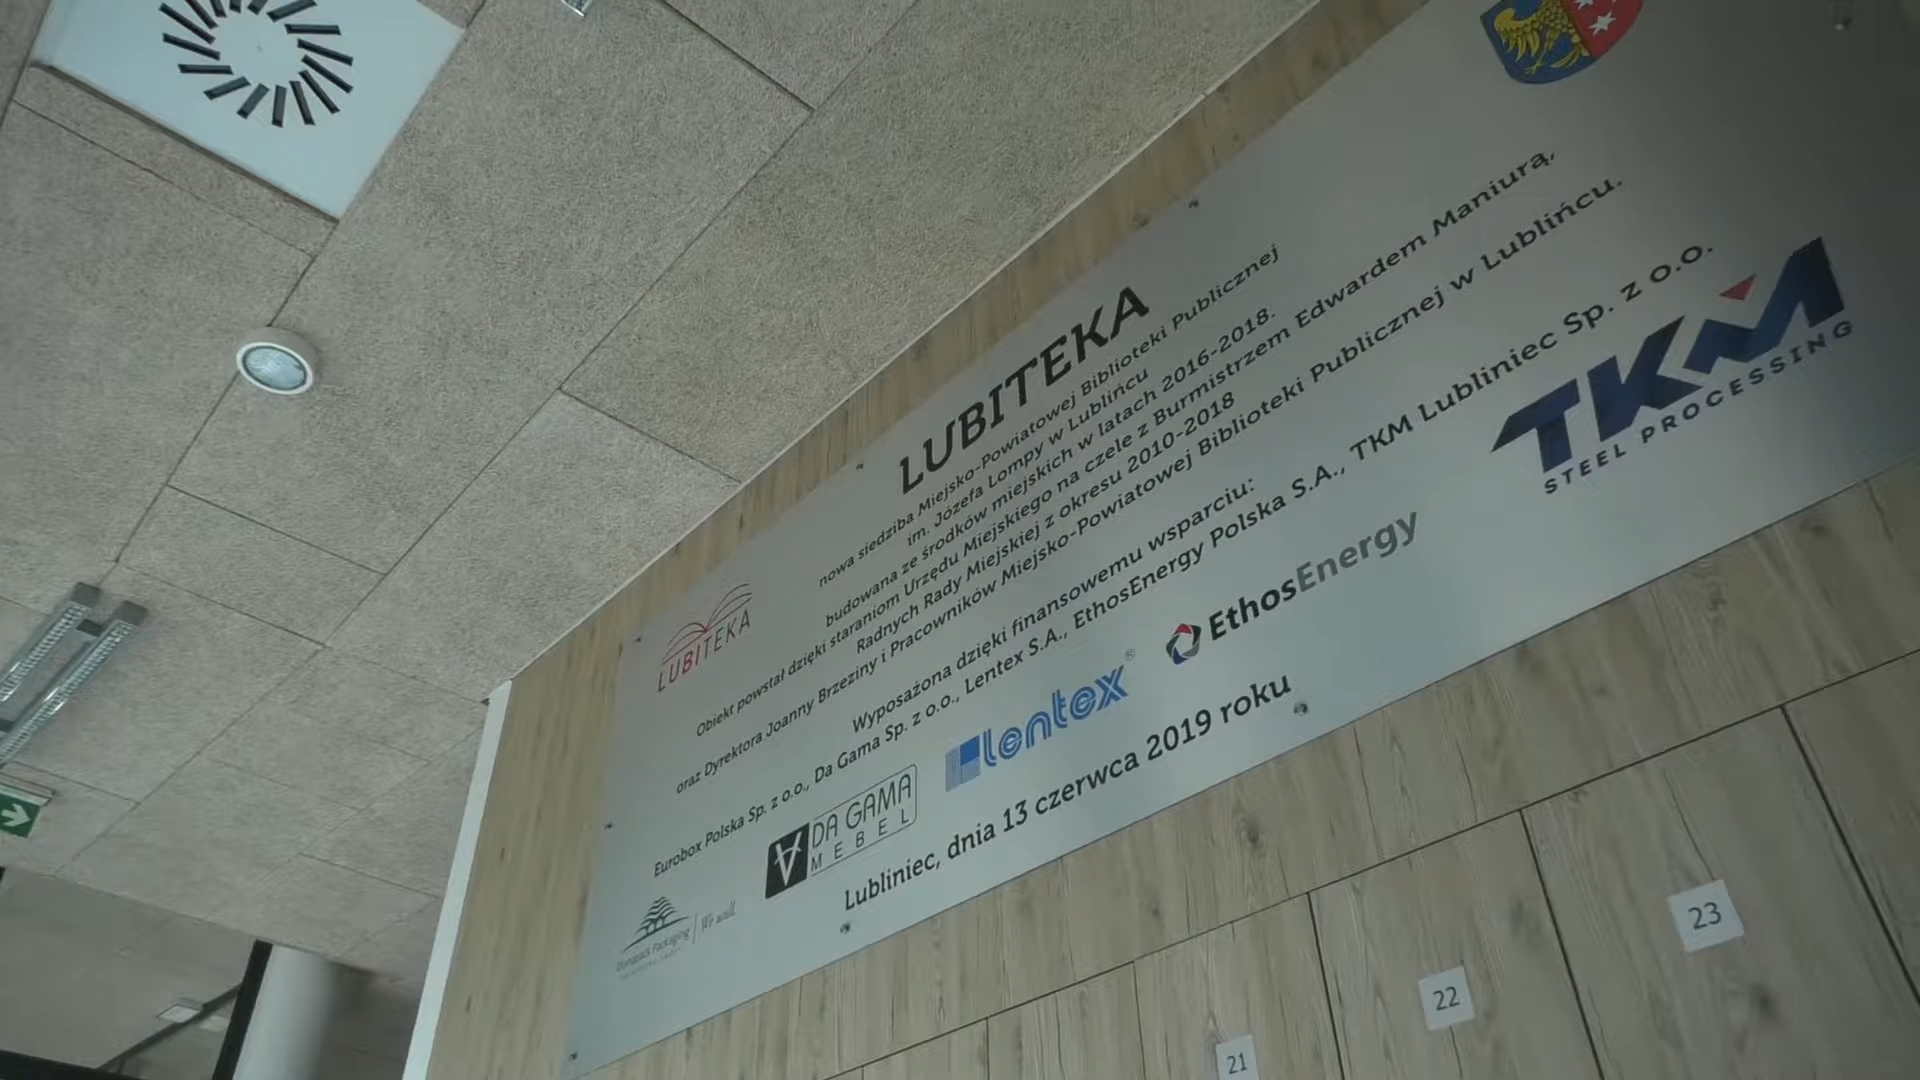 LUBITEKA
nowa siedziba Miejsko-Powiatowej Biblioteki Publicznej
im. Józefa Lompy w Lublińcu
budowana ze środków miejskich w latach 2016-2018.
Obiekt powstał dzięki staraniom Urzędu Miejskiego na czele z Burmistrzem Edwardem Maniurą,
Radnych Rady Miejskiej z okresu 2010-2018
oraz Dyrektora Joanny Brzeziny i Pracowników Miejsko-Powiatowej Biblioteki Publicznej w Lublińcu.
Wyposażona dzięki finansowemu wsparciu:
Eurobox Polska Sp. z o.o., Da Gama Sp. z o.o., Lentex S.A., EthosEnergy Polska S.A., TKM Lubliniec Sp. z o.o.
LUBITEKA
Dunapack Packaging
We will
DA GAMA
MEBEL
lentex®
EthosEnergy
TKM
STEEL PROCESSING
Lubliniec, dnia 13 czerwca 2019 roku
21
22
23